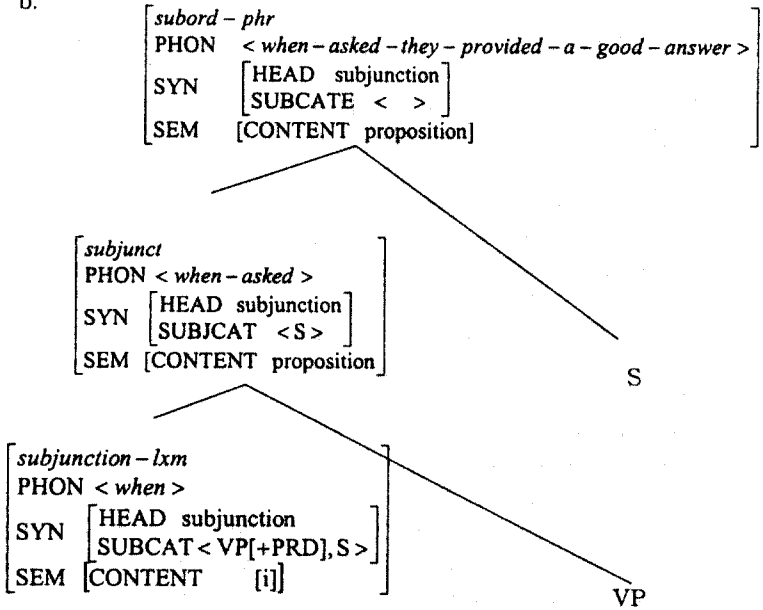 b.
subord – phr
PHON < when – asked – they – provided – a – good – answer >
SYN [HEAD subjunction
SUBCATE < > ]
SEM [CONTENT proposition]
subjunct
PHON < when – asked >
SYN [HEAD subjunction
SUBJCAT <S> ]
SEM [CONTENT proposition
S
subjunction – lxm
PHON < when >
SYN [HEAD subjunction
SUBCAT < VP[+PRD], S > ]
SEM [CONTENT [i]]
VP